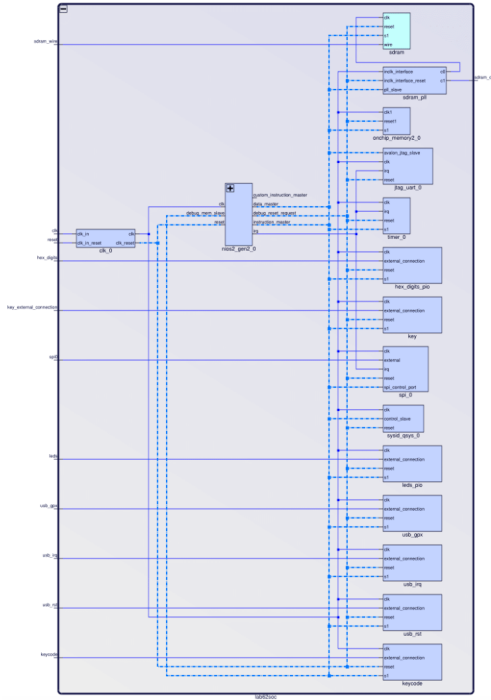 sdram_wire
clk
reset
s1
wire
sdram
inclk_interface
c0
inclk_interface_reset
c1
pll_slave
sdram_pll
clk1
reset1
s1
onchip_memory2_0
avalon_jtag_slave
clk
irq
reset
jtag_uart_0
clk
irq
reset
s1
timer_0
custom_instruction_master
clk
data_master
debug_mem_slave
debug_reset_request
reset
instruction_master
irq
nios2_gen2_0
clk
reset
clk_in
clk
clk_in_reset
clk_reset
clk_0
hex_digits
clk
external_connection
reset
s1
hex_digits_pio
key_external_connection
clk
external_connection
reset
s1
key
clk
external
irq
reset
spi_control_port
spi_0
clk
control_slave
reset
sysid_qsys_0
leds
clk
external_connection
reset
s1
leds_pio
usb_gpx
clk
external_connection
reset
s1
usb_gpx
usb_irq
clk
external_connection
reset
s1
usb_irq
usb_rst
clk
external_connection
reset
s1
usb_rst
keycode
clk
external_connection
reset
s1
keycode
lab62soc